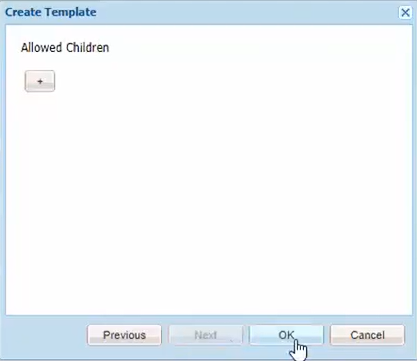 Create Template
Allowed Children
+
Previous Next OK Cancel